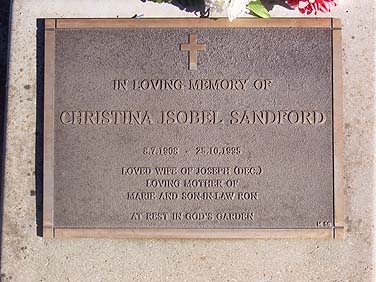 IN LOVING MEMORY OF
CHRISTINA ISOBEL SANDFORD
8.7.1908 - 25.10.1995
LOVED WIFE OF JOSEPH (DEC.)
LOVING MOTHER OF
MARIE AND SON-IN-LAW RON
AT REST IN GOD'S GARDEN